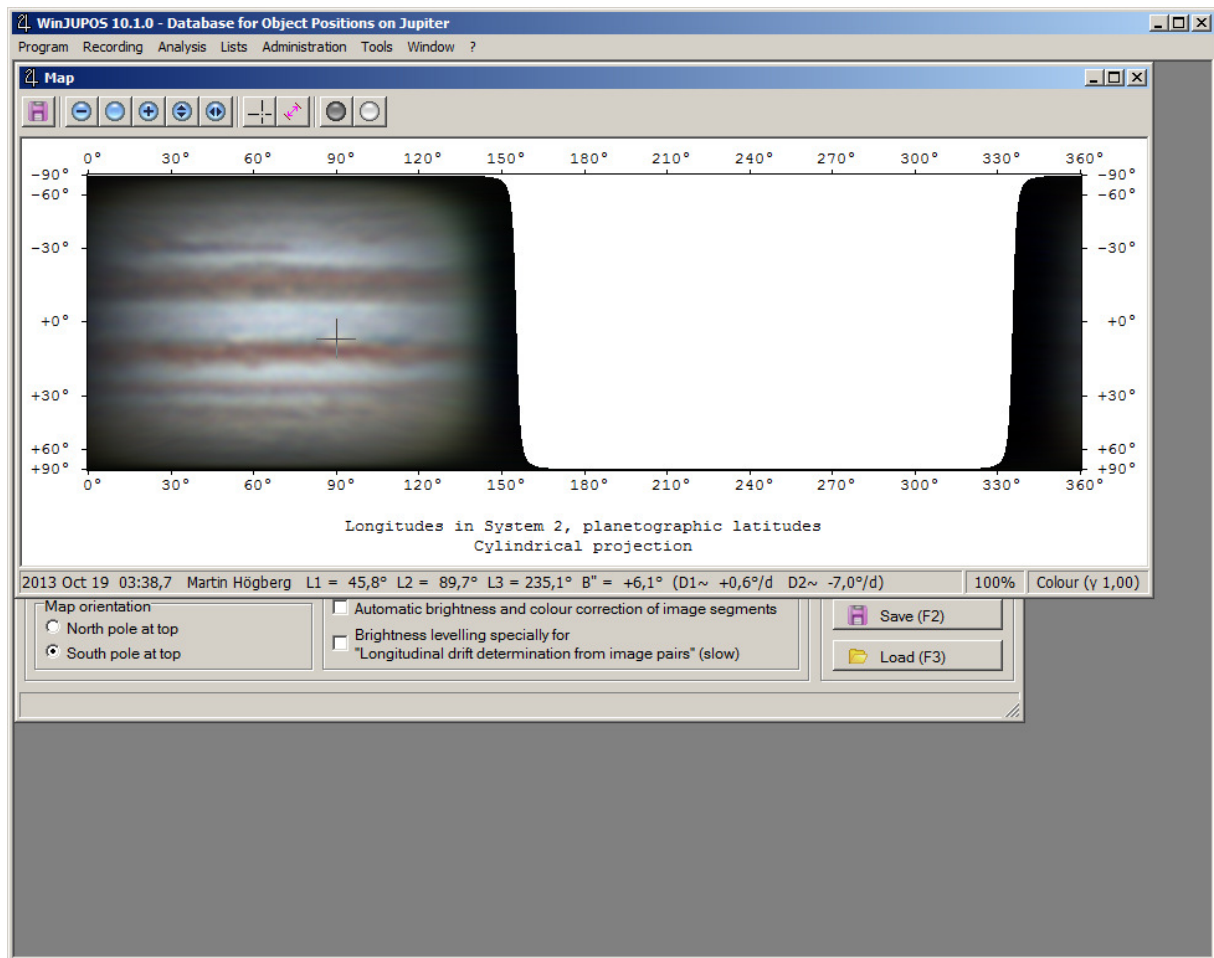 WinJUPOS 10.1.0 - Database for Object Positions on Jupiter
Program Recording Analysis Lists Administration Tools Window ?
Map
0° 30° 60° 90° 120° 150° 180° 210° 240° 270° 300° 330° 360°
-90° -90°
-60° -60°
-30° -30°
+0° +0°
+30° +30°
+60° +60°
+90° +90°
0° 30° 60° 90° 120° 150° 180° 210° 240° 270° 300° 330° 360°
Longitudes in System 2, planetographic latitudes
Cylindrical projection
2013 Oct 19 03:38,7 Martin Högberg L1 = 45,8° L2 = 89,7° L3 = 235,1° B" = +6,1° (D1~ +0,6°/d D2~ -7,0°/d) 100% Colour (γ 1,00)
Map orientation
North pole at top
South pole at top
Automatic brightness and colour correction of image segments
Brightness levelling specially for
"Longitudinal drift determination from image pairs" (slow)
Save (F2)
Load (F3)